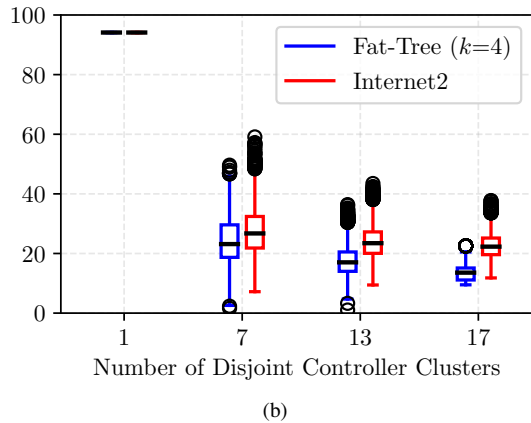 100
80
60
40
20
0
Fat-Tree (k=4)
Internet2
1 7 13 17
Number of Disjoint Controller Clusters
(b)